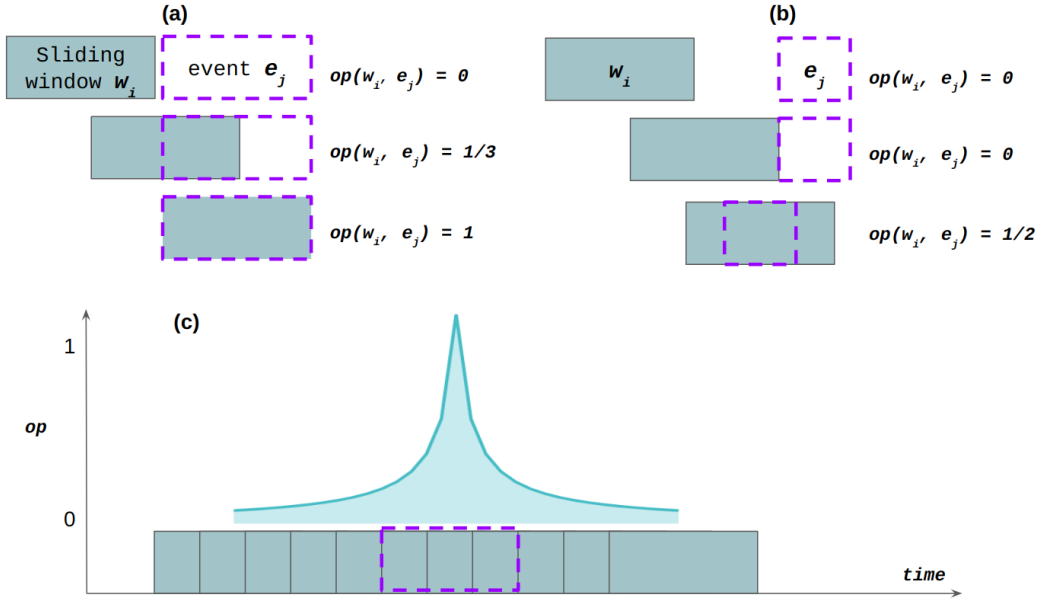 (a)
Sliding
window w_i
event e_j
op(w_i, e_j) = 0
op(w_i, e_j) = 1/3
op(w_i, e_j) = 1
(b)
w_i
e_j
op(w_i, e_j) = 0
op(w_i, e_j) = 0
op(w_i, e_j) = 1/2
(c)
1
op
0
time